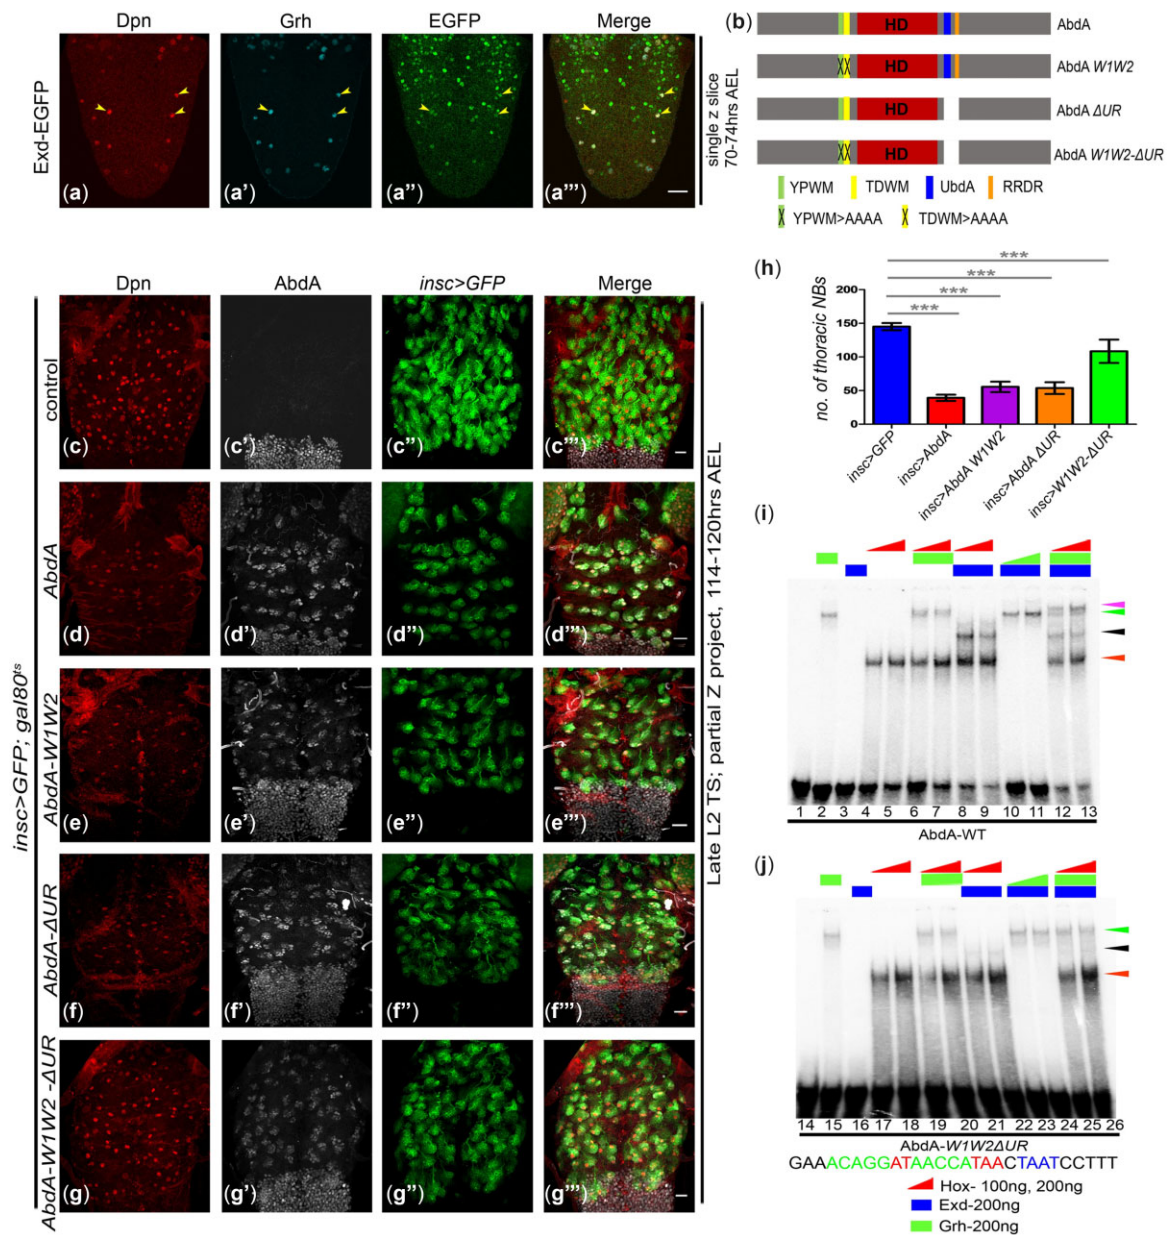 Dpn Grh EGFP Merge
Exd-EGFP
(a) (a') (a'') (a''')
single z slice
70-74hrs AEL
(b)
HD AbdA
HD AbdA W1W2
HD AbdA ΔUR
HD AbdA W1W2-ΔUR
YPWM TDWM UbdA RRDR
YPWM>AAAA TDWM>AAAA
Dpn AbdA insc>GFP Merge
insc>GFP; gal80ts
control
(c) (c') (c'') (c''')
AbdA
(d) (d') (d'') (d''')
AbdA-W1W2
(e) (e') (e'') (e''')
AbdA-ΔUR
(f) (f') (f'') (f''')
AbdA-W1W2 -ΔUR
(g) (g') (g'') (g''')
Late L2 TS; partial Z project, 114-120hrs AEL
(h)
***
***
***
***
no. of thoracic NBs
200
150
100
50
0
insc>GFP
insc>AbdA
insc>AbdA W1W2
insc>AbdA ΔUR
insc>W1W2-ΔUR
(i)
1 2 3 4 5 6 7 8 9 10 11 12 13
AbdA-WT
(j)
14 15 16 17 18 19 20 21 22 23 24 25 26
AbdA-W1W2ΔUR
GAAACAGGATAACCATAACTAATCCTTT
Hox- 100ng, 200ng
Exd-200ng
Grh-200ng